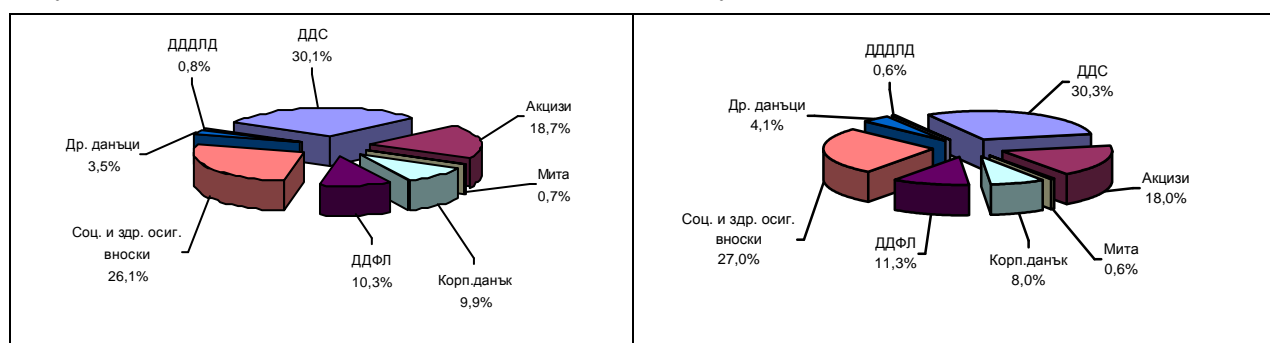 ДДС
30,1%
ДДДЛД
0,8%
Акцизи
18,7%
Др. данъци
3,5%
Мита
0,7%
Соц. и здр. осиг.
вноски
26,1%
ДДФЛ
10,3%
Корп.данък
9,9%
ДДДЛД
0,6%
ДДС
30,3%
Др. данъци
4,1%
Акцизи
18,0%
Соц. и здр. осиг.
вноски
27,0%
ДДФЛ
11,3%
Корп.данък
8,0%
Мита
0,6%